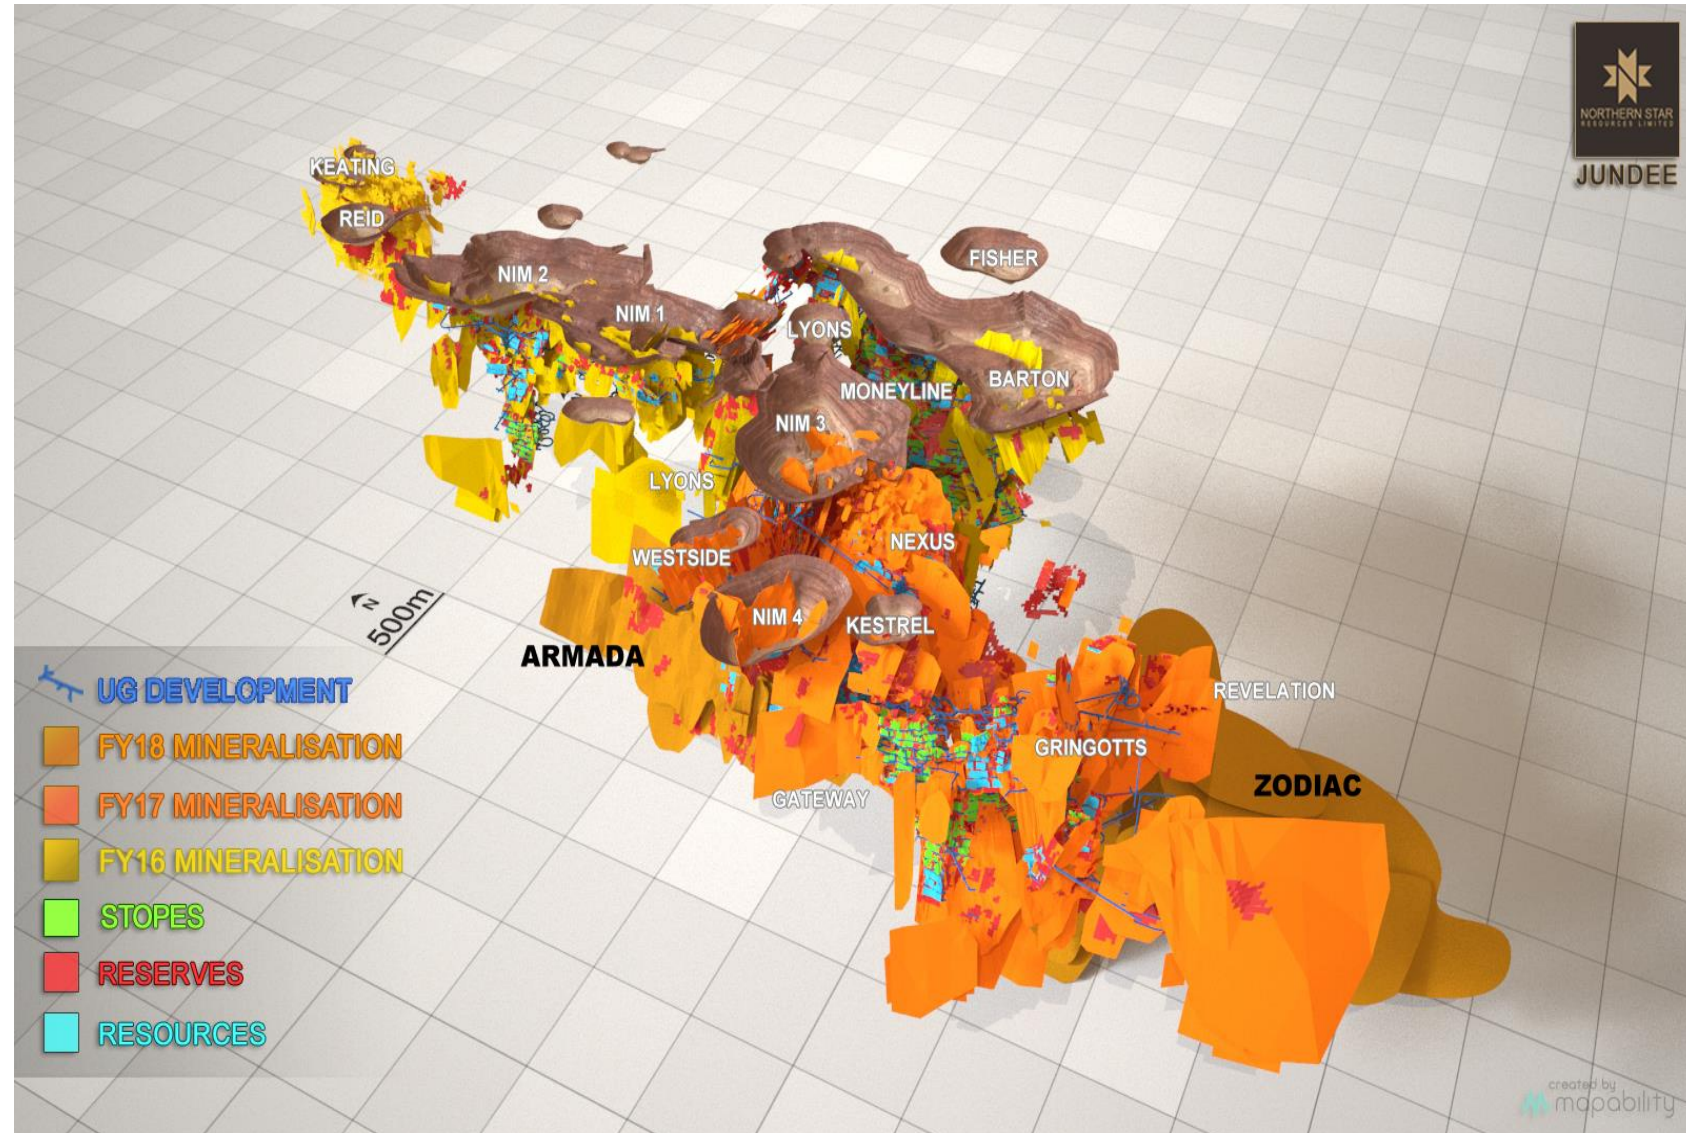 NORTHERN STAR
RESOURCES LIMITED
JUNDEE
KEATING
REID
NIM 2
FISHER
NIM 1
LYONS
BARTON
MONEYLINE
NIM 3
LYONS
NEXUS
WESTSIDE
N
500m
NIM 4
KESTREL
ARMADA
REVELATION
GRINGOTTS
ZODIAC
GATEWAY
UG DEVELOPMENT
FY18 MINERALISATION
FY17 MINERALISATION
FY16 MINERALISATION
STOPES
RESERVES
RESOURCES
created by
mapability